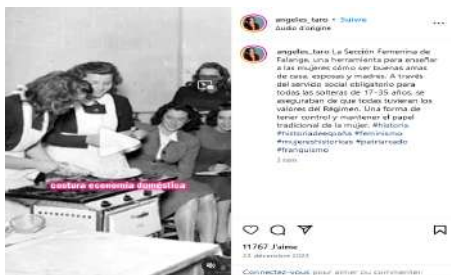 costura economía doméstica
angeles_taro • Suivre
Audio d'origine
angeles_taro La Sección Femenina de
Falange, una herramienta para enseñar
a las mujeres cómo ser buenas amas
de casa, esposas y madres. A través
del servicio social obligatorio para
todas las solteras de 17-35 años, se
aseguraban de que todas tuvieran los
valores del Régimen. Una forma de
tener control y mantener el papel
tradicional de la mujer. #historia
#historiadeespaña #feminismo
#mujereshistoricas #patriarcado
#franquismo
11 767 J'aime
23 décembre 2023
Connectez-vous pour aimer ou commenter.